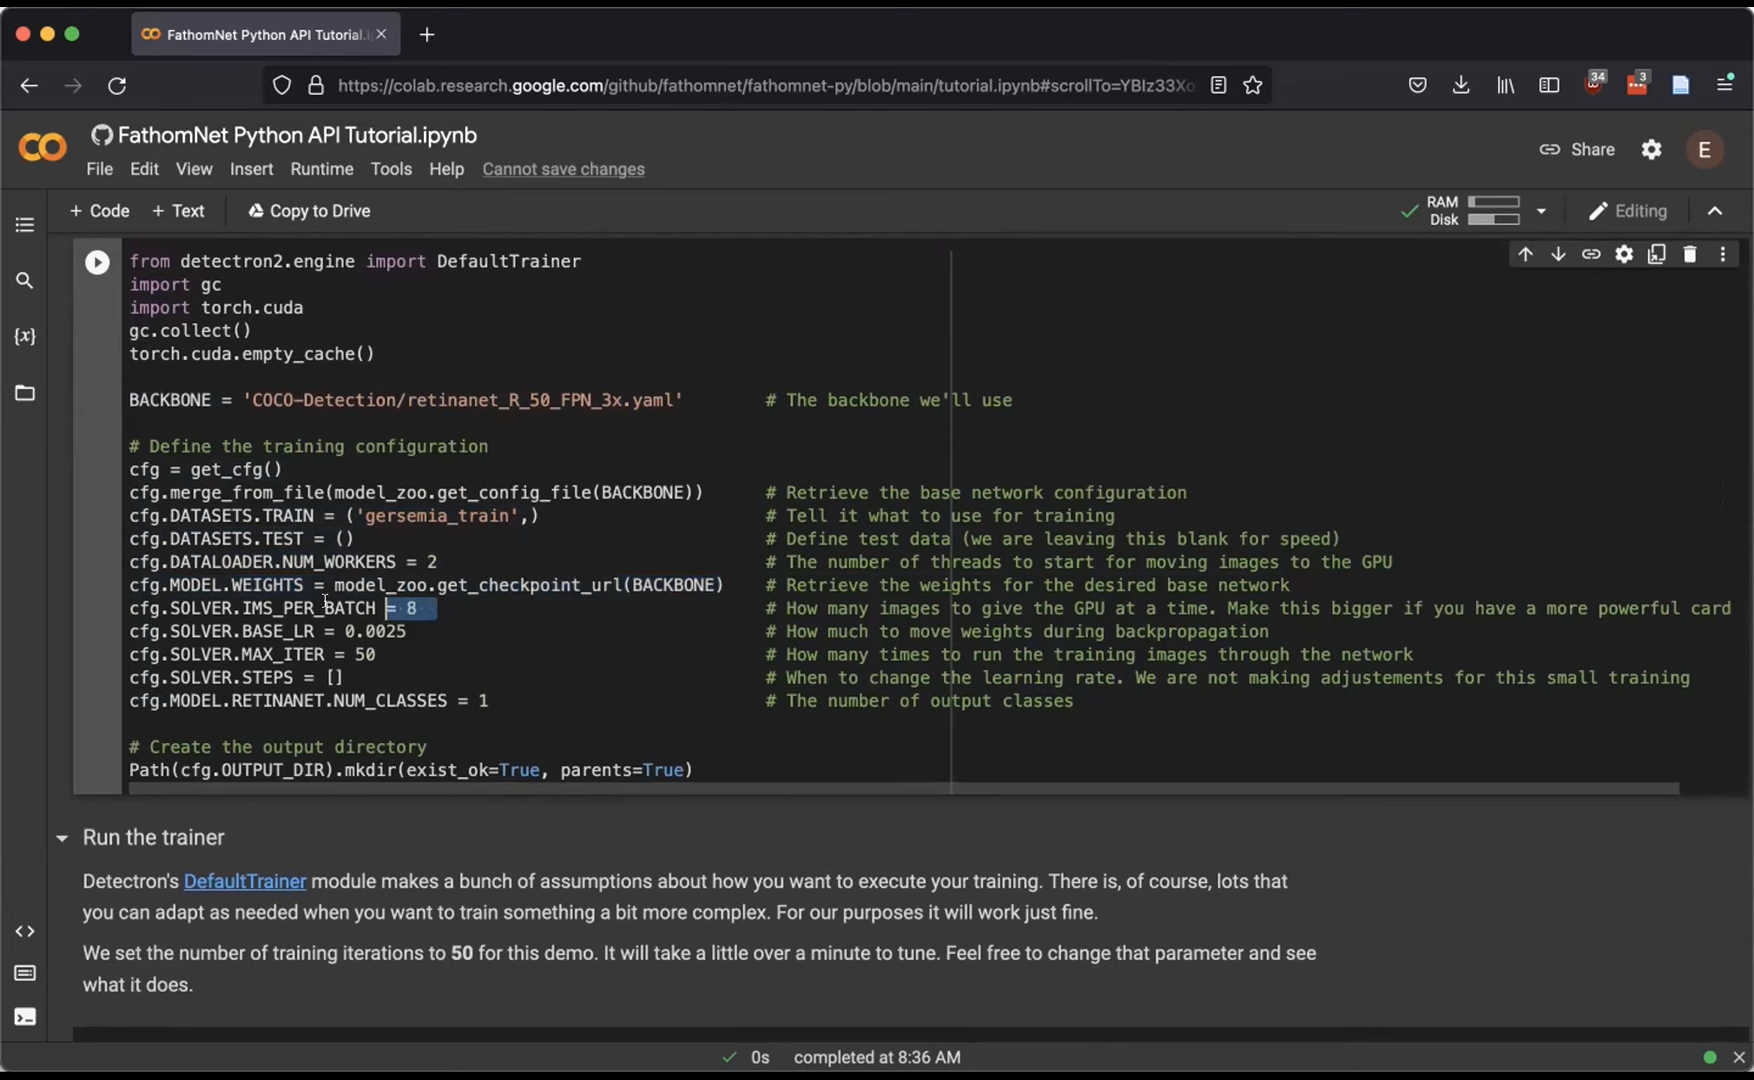 FathomNet Python API Tutorial.i
https://colab.research.google.com/github/fathomnet/fathomnet-py/blob/main/tutorial.ipynb#scrollTo=YBIz33Xo
34
3
FathomNet Python API Tutorial.ipynb
Share
E
File Edit View Insert Runtime Tools Help Cannot save changes
+ Code + Text Copy to Drive
RAM
Disk
Editing
from detectron2.engine import DefaultTrainer
import gc
import torch.cuda
gc.collect()
torch.cuda.empty_cache()
BACKBONE = 'COCO-Detection/retinanet_R_50_FPN_3x.yaml' # The backbone we'll use
# Define the training configuration
cfg = get_cfg()
cfg.merge_from_file(model_zoo.get_config_file(BACKBONE)) # Retrieve the base network configuration
cfg.DATASETS.TRAIN = ('gersemia_train',) # Tell it what to use for training
cfg.DATASETS.TEST = () # Define test data (we are leaving this blank for speed)
cfg.DATALOADER.NUM_WORKERS = 2 # The number of threads to start for moving images to the GPU
cfg.MODEL.WEIGHTS = model_zoo.get_checkpoint_url(BACKBONE) # Retrieve the weights for the desired base network
cfg.SOLVER.IMS_PER_BATCH = 8 # How many images to give the GPU at a time. Make this bigger if you have a more powerful card
cfg.SOLVER.BASE_LR = 0.0025 # How much to move weights during backpropagation
cfg.SOLVER.MAX_ITER = 50 # How many times to run the training images through the network
cfg.SOLVER.STEPS = [] # When to change the learning rate. We are not making adjustements for this small training
cfg.MODEL.RETINANET.NUM_CLASSES = 1 # The number of output classes
# Create the output directory
Path(cfg.OUTPUT_DIR).mkdir(exist_ok=True, parents=True)
Run the trainer
Detectron's DefaultTrainer module makes a bunch of assumptions about how you want to execute your training. There is, of course, lots that
you can adapt as needed when you want to train something a bit more complex. For our purposes it will work just fine.
We set the number of training iterations to 50 for this demo. It will take a little over a minute to tune. Feel free to change that parameter and see
what it does.
0s completed at 8:36 AM